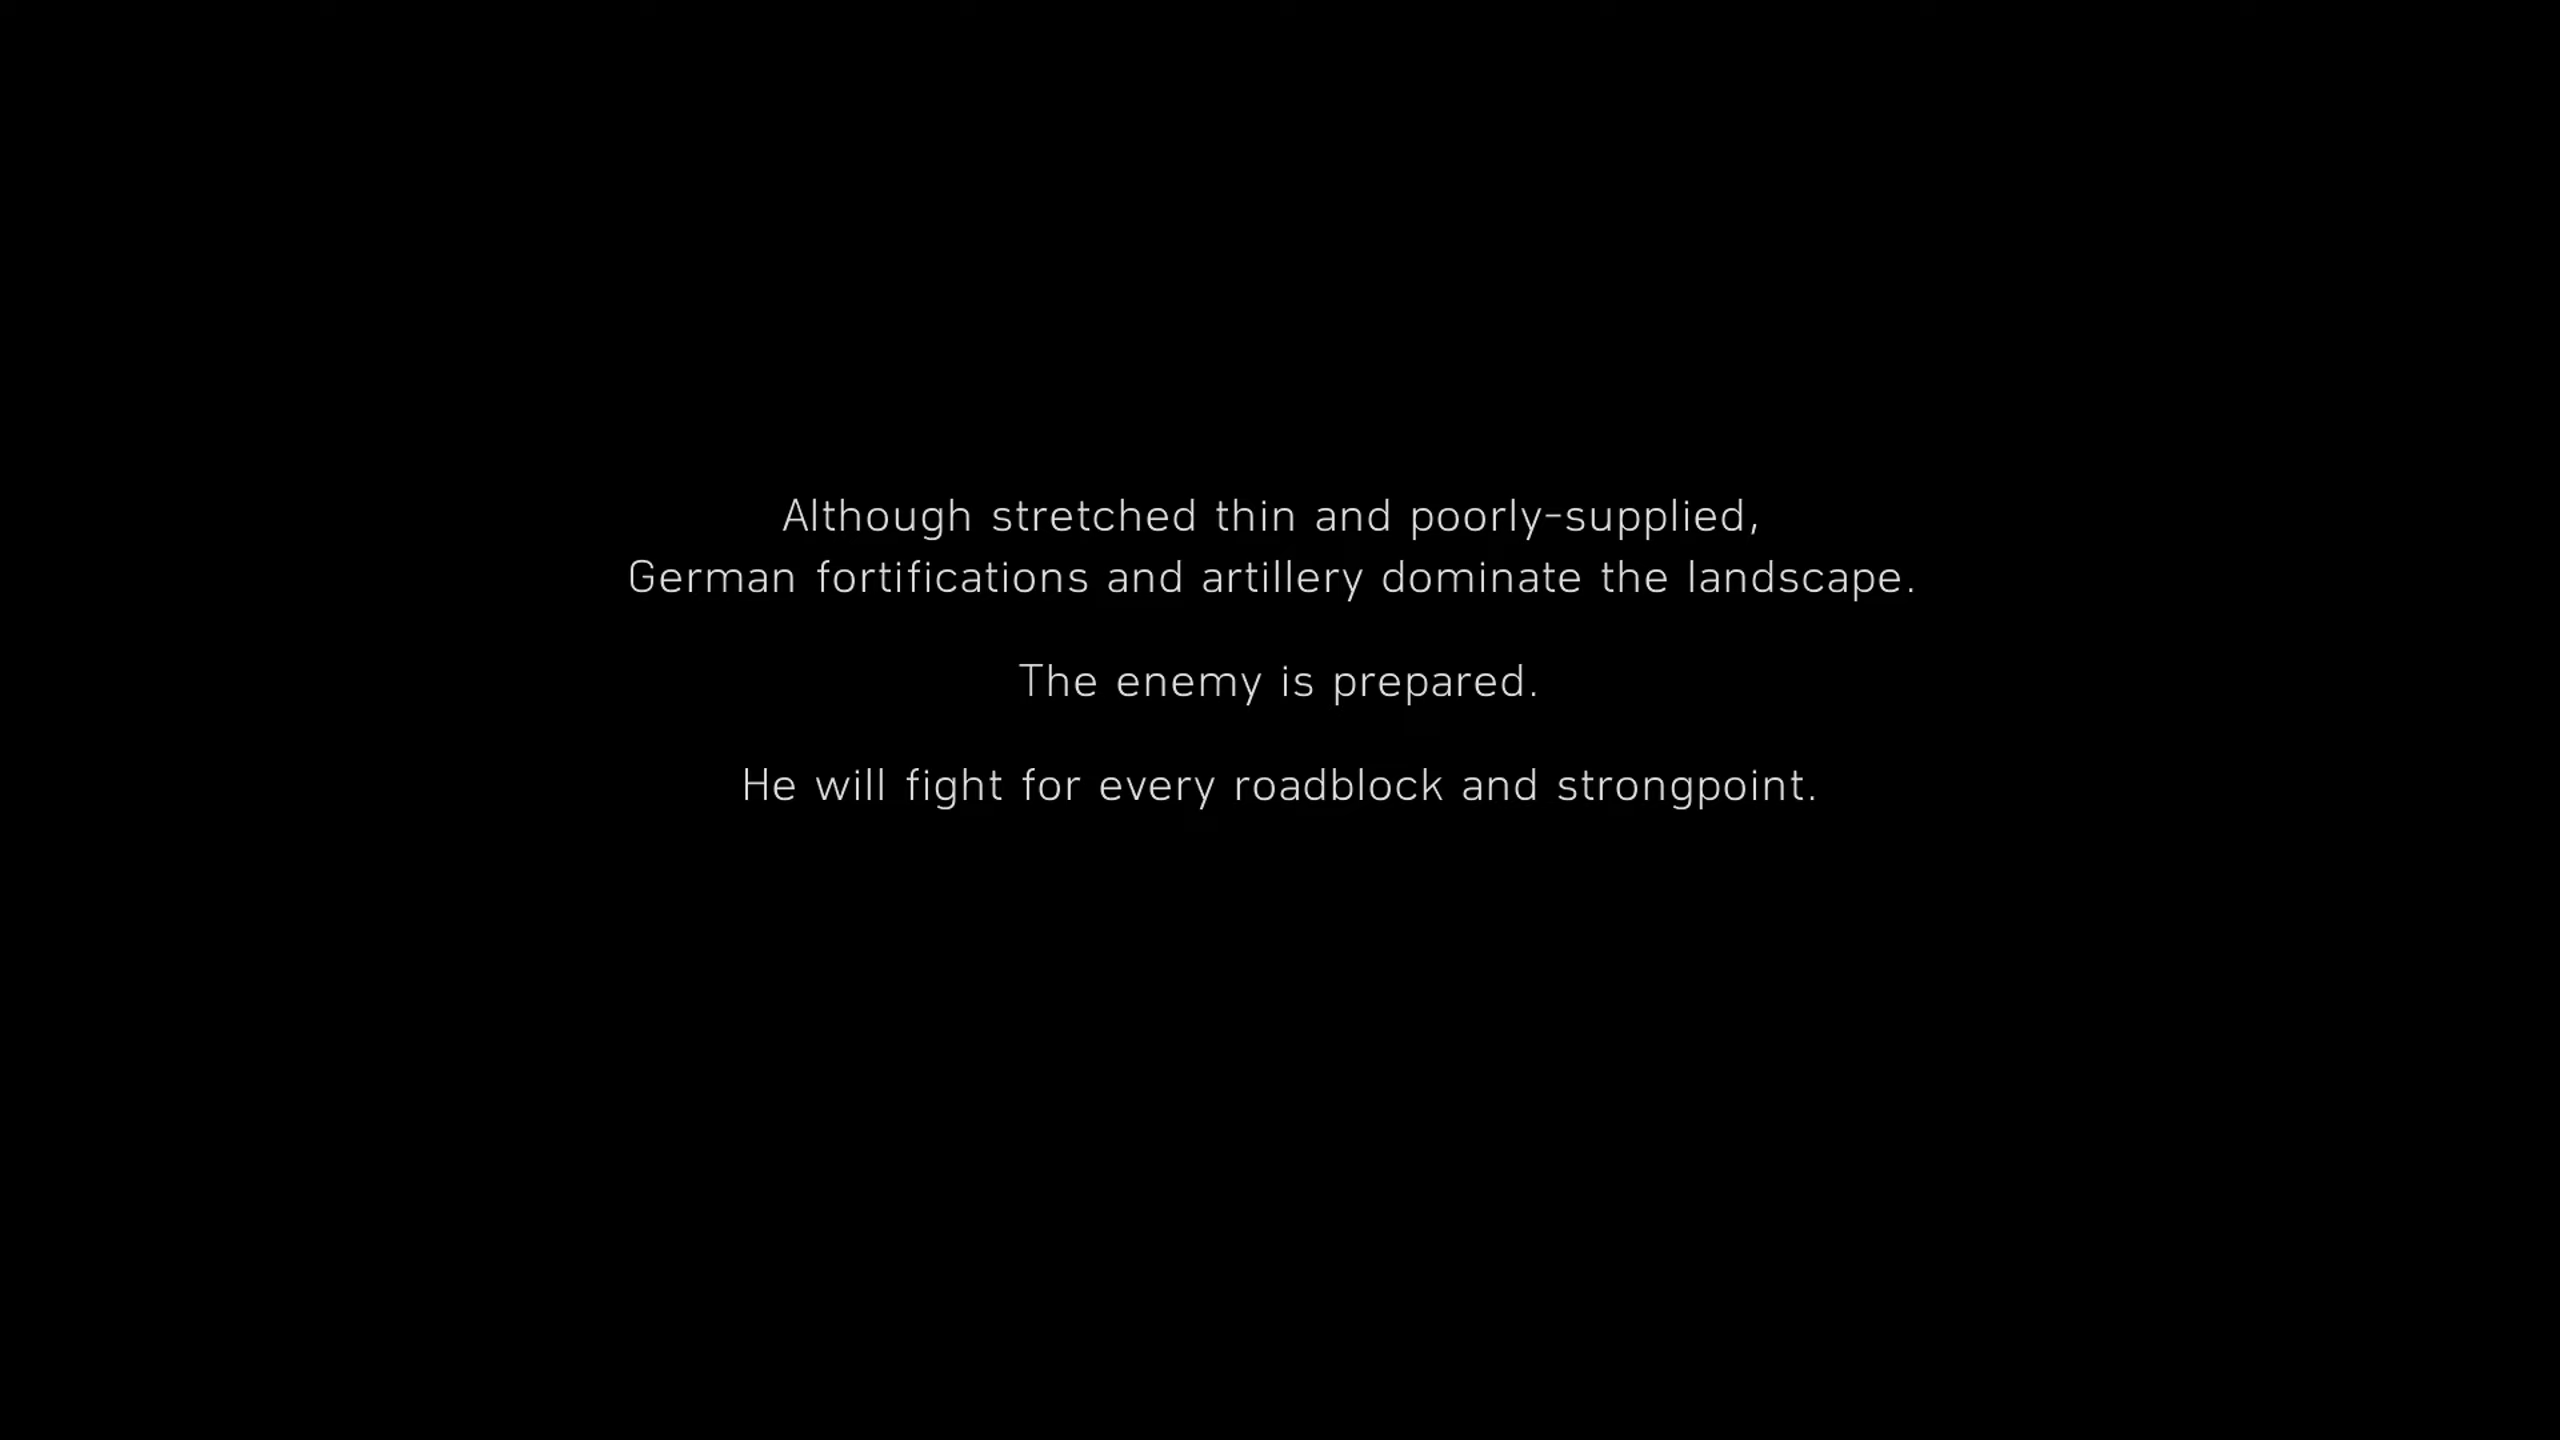 Although stretched thin and poorly-supplied,
German fortifications and artillery dominate the landscape.
The enemy is prepared.
He will fight for every roadblock and strongpoint.